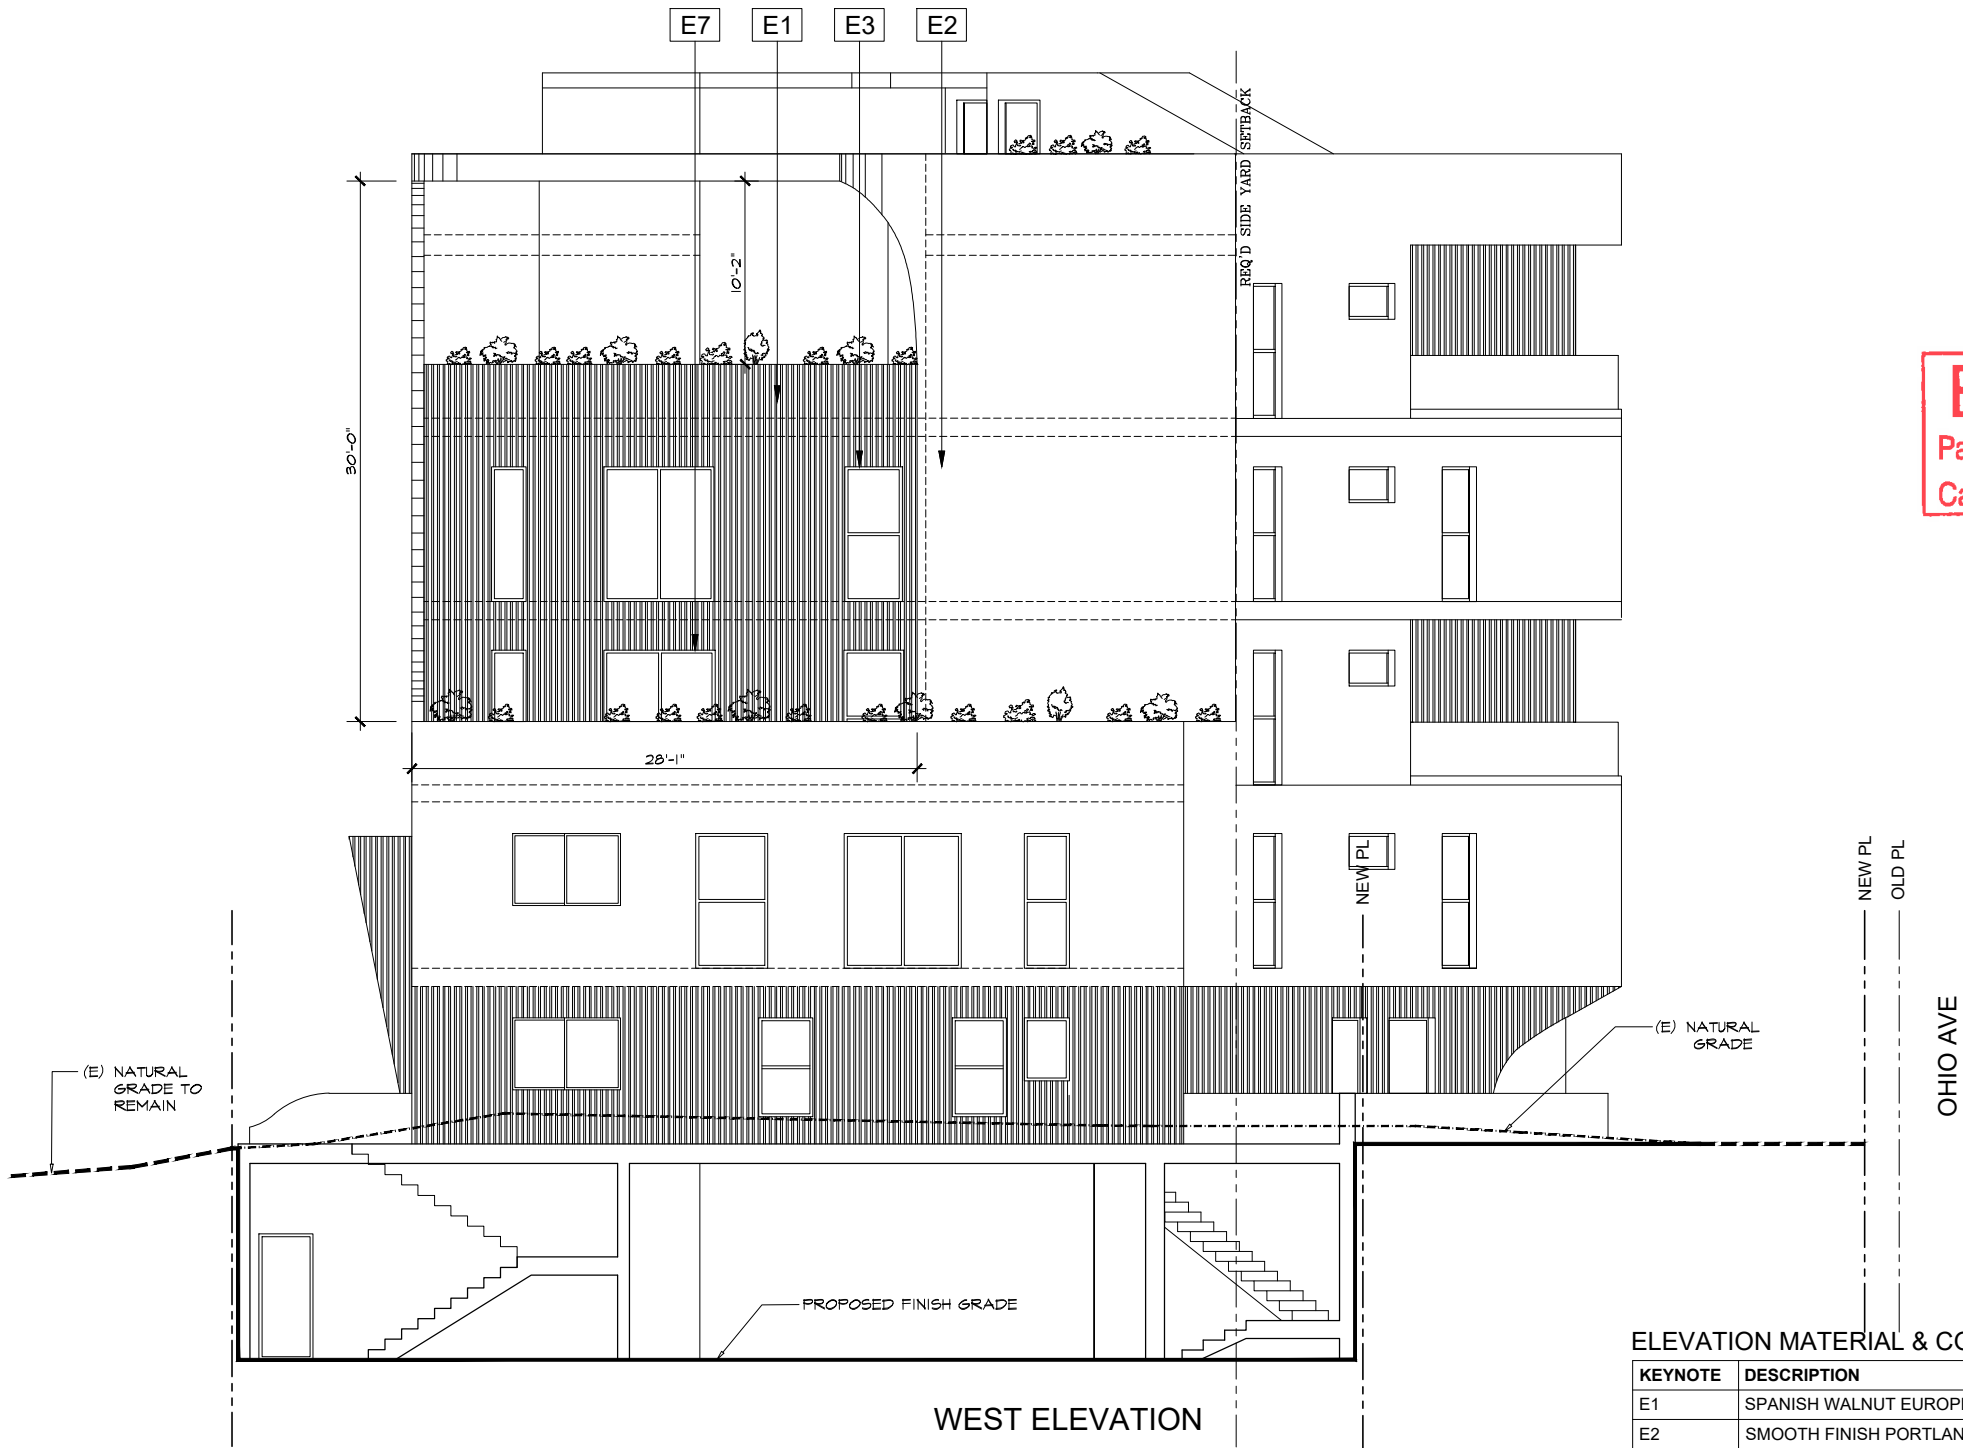 E7 E1 E3 E2
REQ'D SIDE YARD SETBACK
10'-2"
30'-0"
28'-1"
NEW PL
NEW PL
OLD PL
OHIO AVE
(E) NATURAL
GRADE TO
REMAIN
(E) NATURAL
GRADE
PROPOSED FINISH GRADE
WEST ELEVATION
ELEVATION MATERIAL &
KEYNOTE DESCRIPTION
E1 SPANISH WALNUT
E2 SMOOTH FINISH